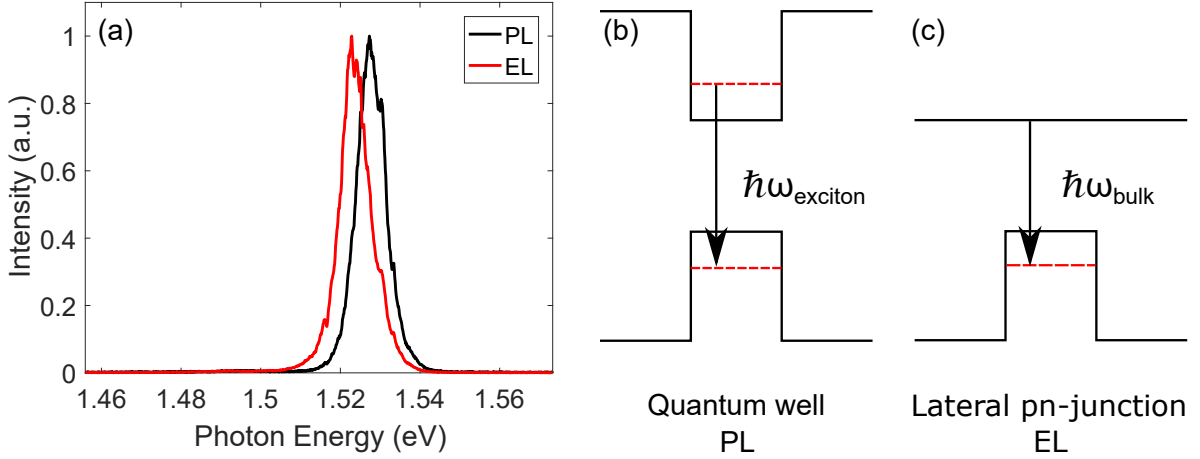 (a)
PL
EL
Intensity (a.u.)
1
0.8
0.6
0.4
0.2
0
1.46
1.48
1.5
1.52
1.54
1.56
Photon Energy (eV)
(b)
ħω_exciton
Quantum well
PL
(c)
ħω_bulk
Lateral pn-junction
EL